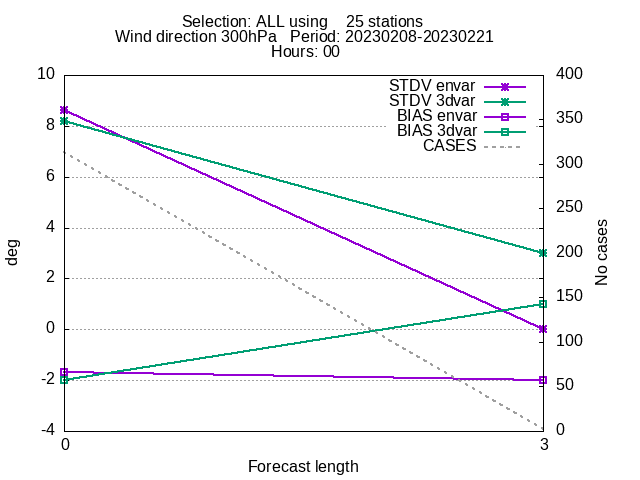 Selection: ALL using    25 stations
Wind direction 300hPa   Period: 20230208-20230221
Hours: 00
10
8
6
4
2
0
-2
-4
deg
STDV envar
STDV 3dvar
BIAS envar
BIAS 3dvar
CASES
400
350
300
250
200
150
100
50
0
No cases
0
3
Forecast length